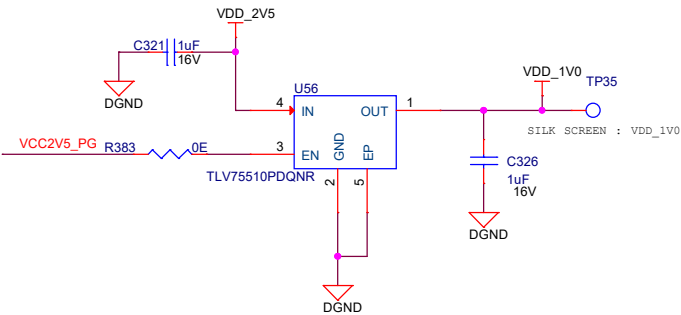 VDD_2V5
C321
1uF
16V
DGND
U56
4
IN
OUT
1
VDD_1V0
TP35
SILK SCREEN : VDD_1V0
VCC2V5_PG
R383
0E
3
EN
GND
EP
TLV75510PDQNR
2
5
C326
1uF
16V
DGND
DGND